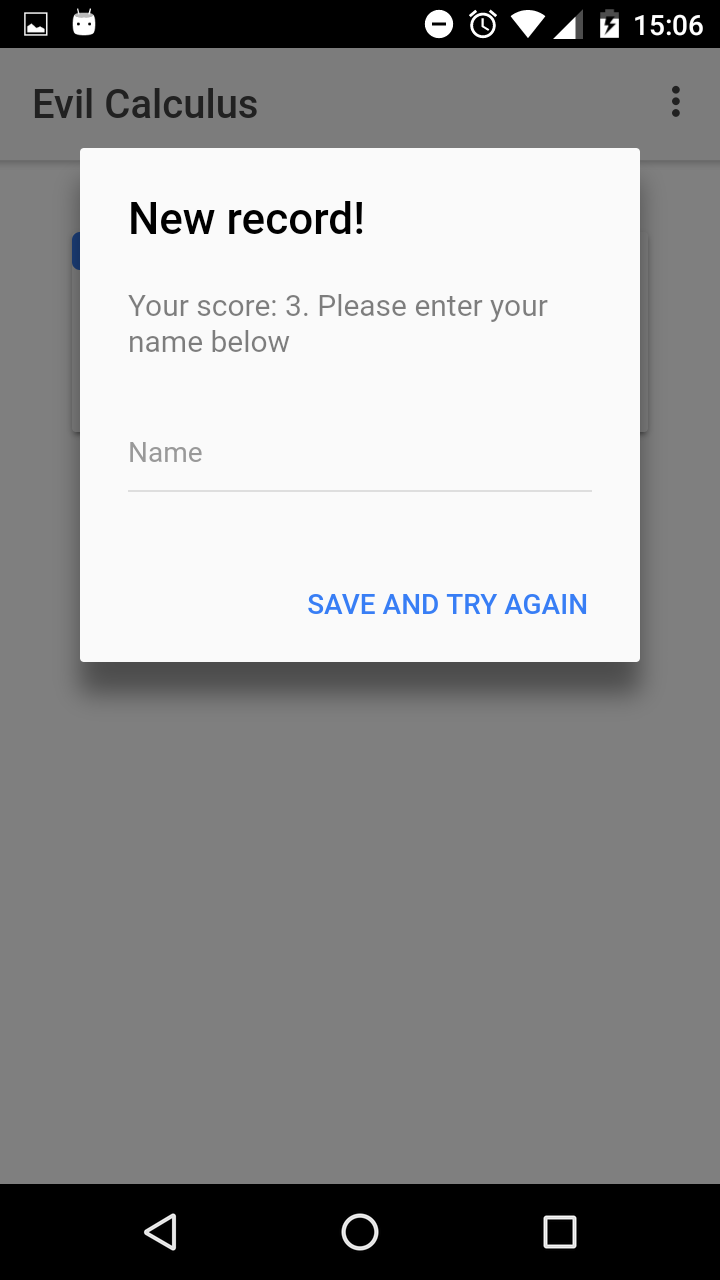 15:06
Evil Calculus
New record!
Your score: 3. Please enter your
name below
Name
SAVE AND TRY AGAIN